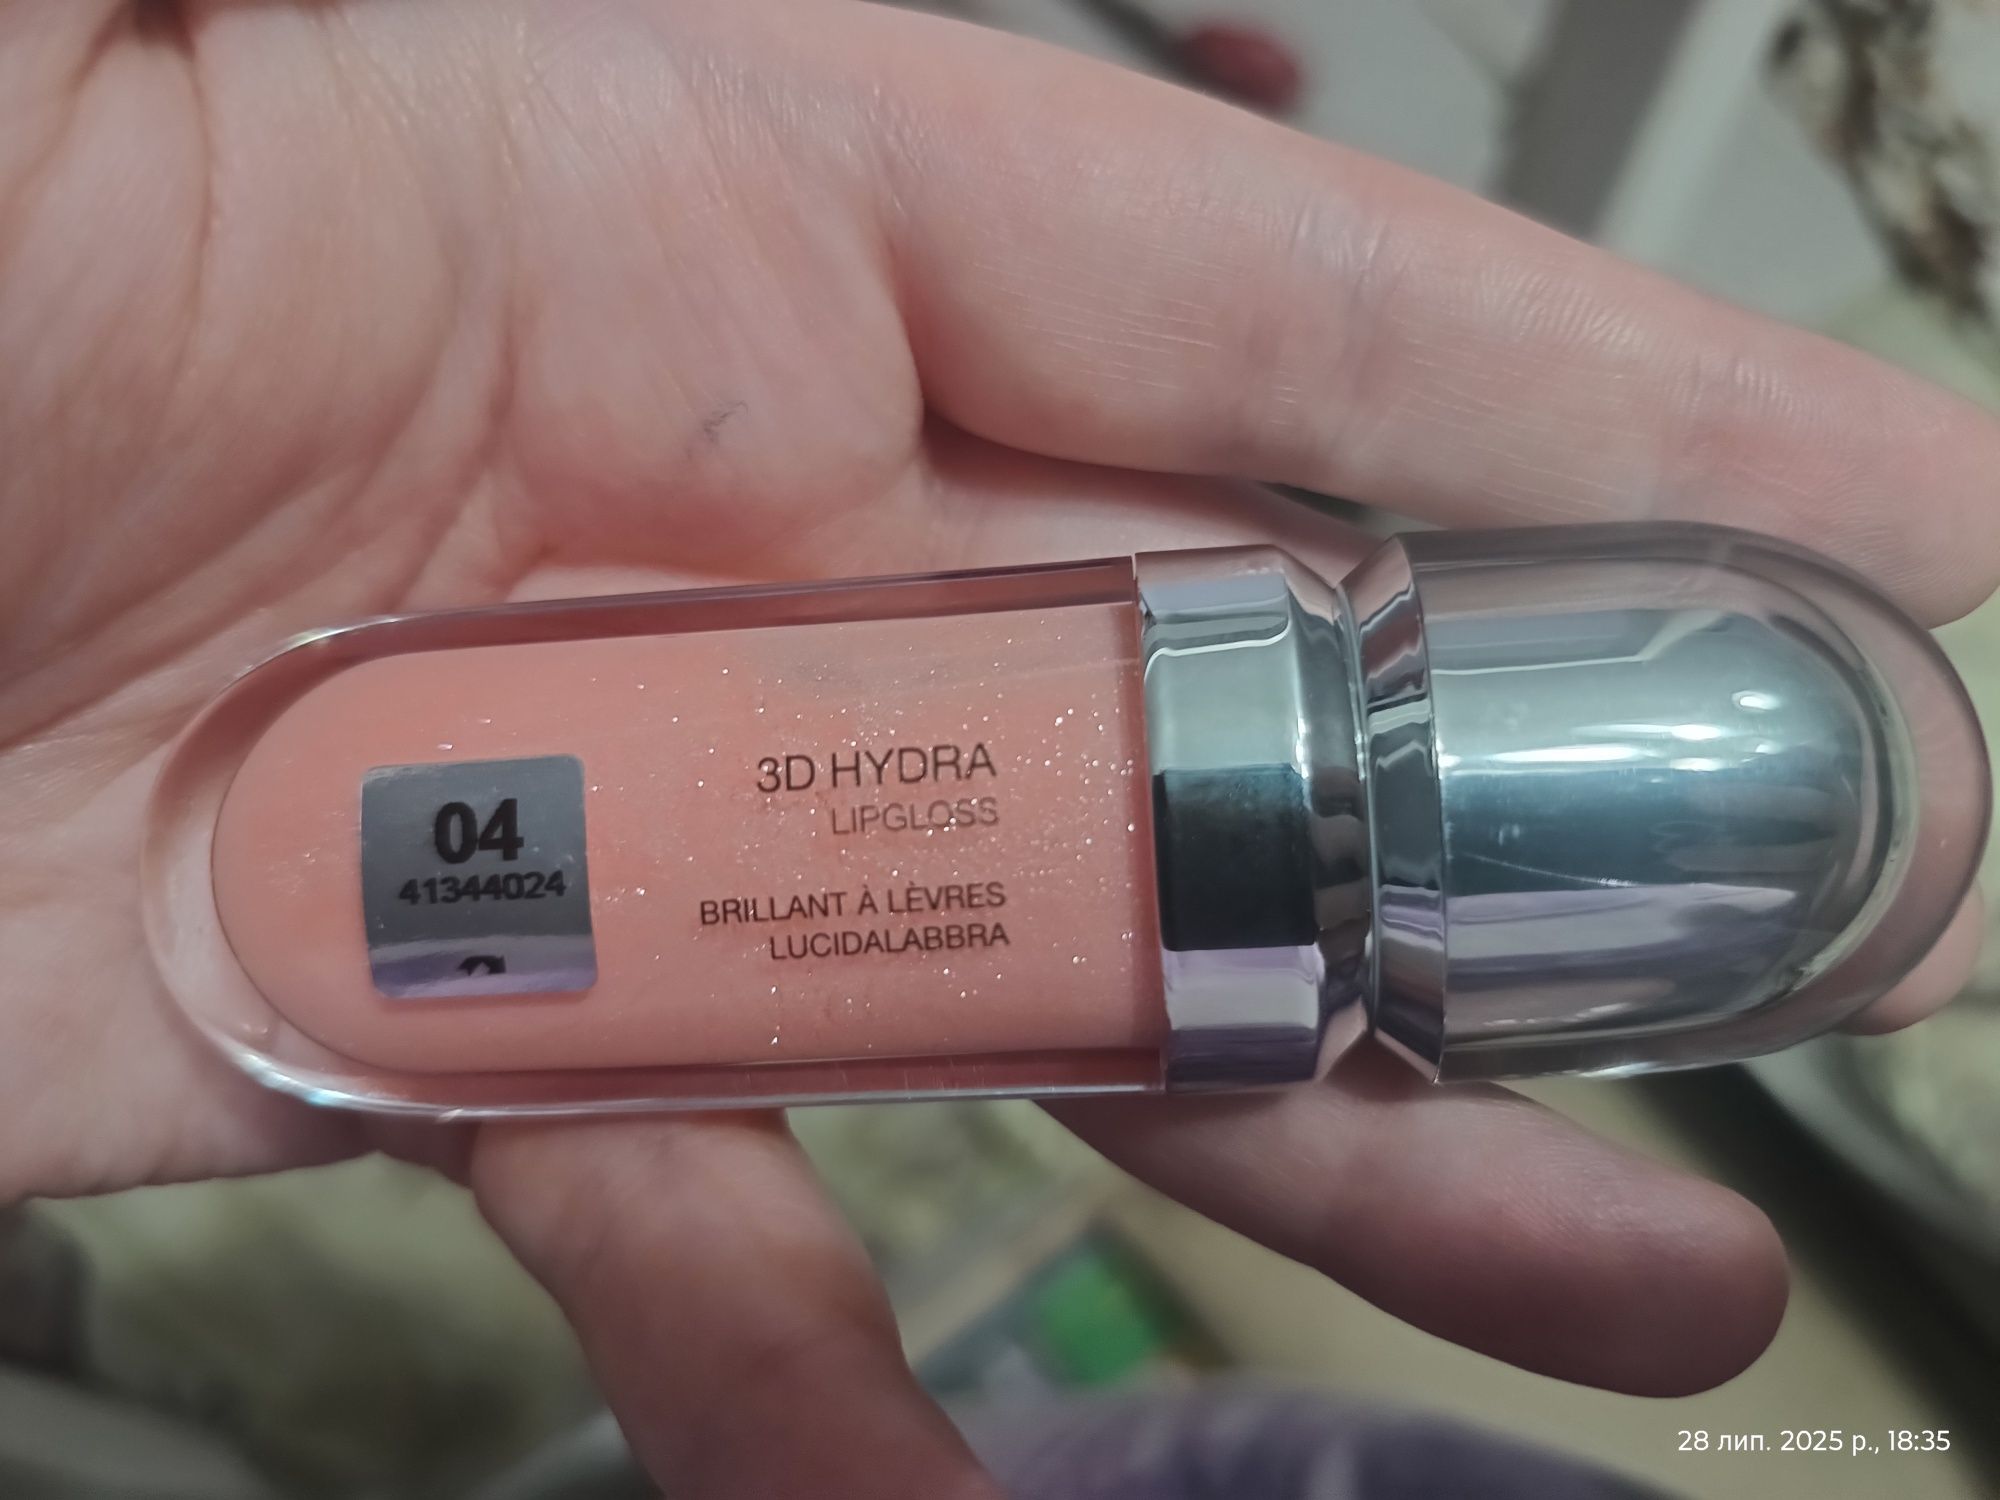 04
41344024
3D HYDRA
LIPGLOSS
BRILLANT À LÈVRES
LUCIDALABBRA
28 лип. 2025 р., 18:35